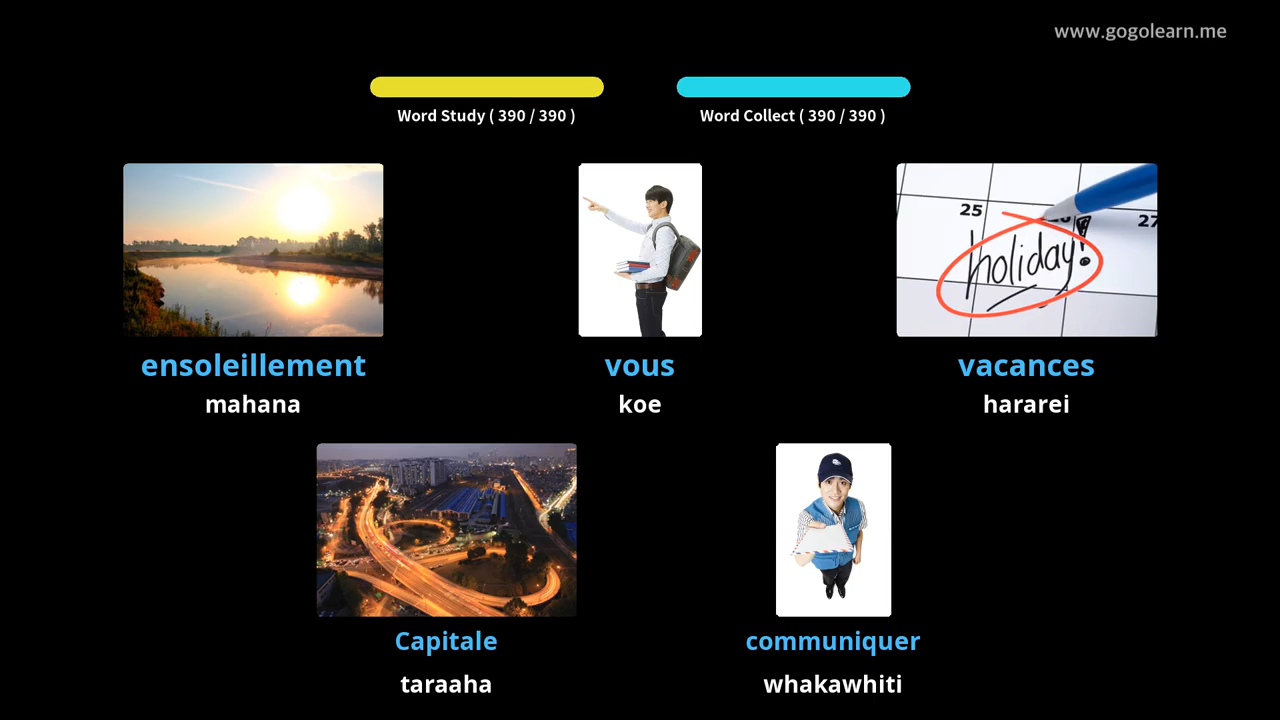 www.gogolearn.me
Word Study ( 390 / 390 )
Word Collect ( 390 / 390 )
25
27
holiday!
ensoleillement
vous
vacances
mahana
koe
hararei
Capitale
communiquer
taraaha
whakawhiti